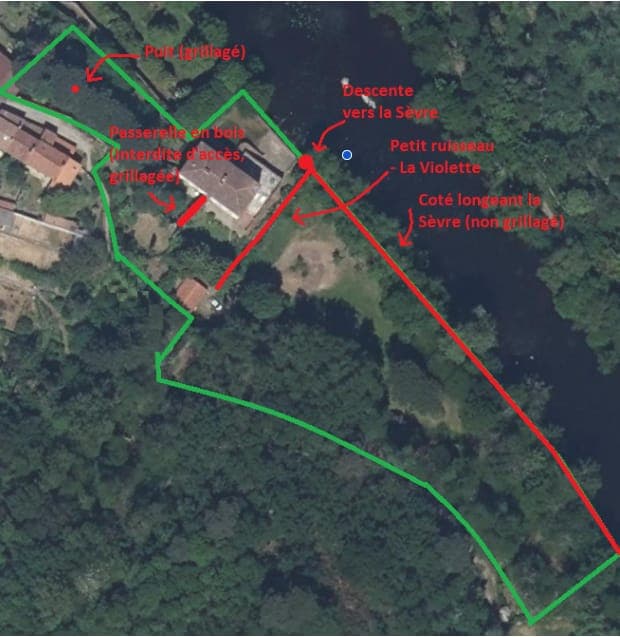 Puit (grillagé)
Descente
vers la Sèvre
Passerelle en bois
(interdite d'accès,
grillagée)
Petit ruisseau
- La Violette
Coté longeant la
Sèvre (non grillagé)